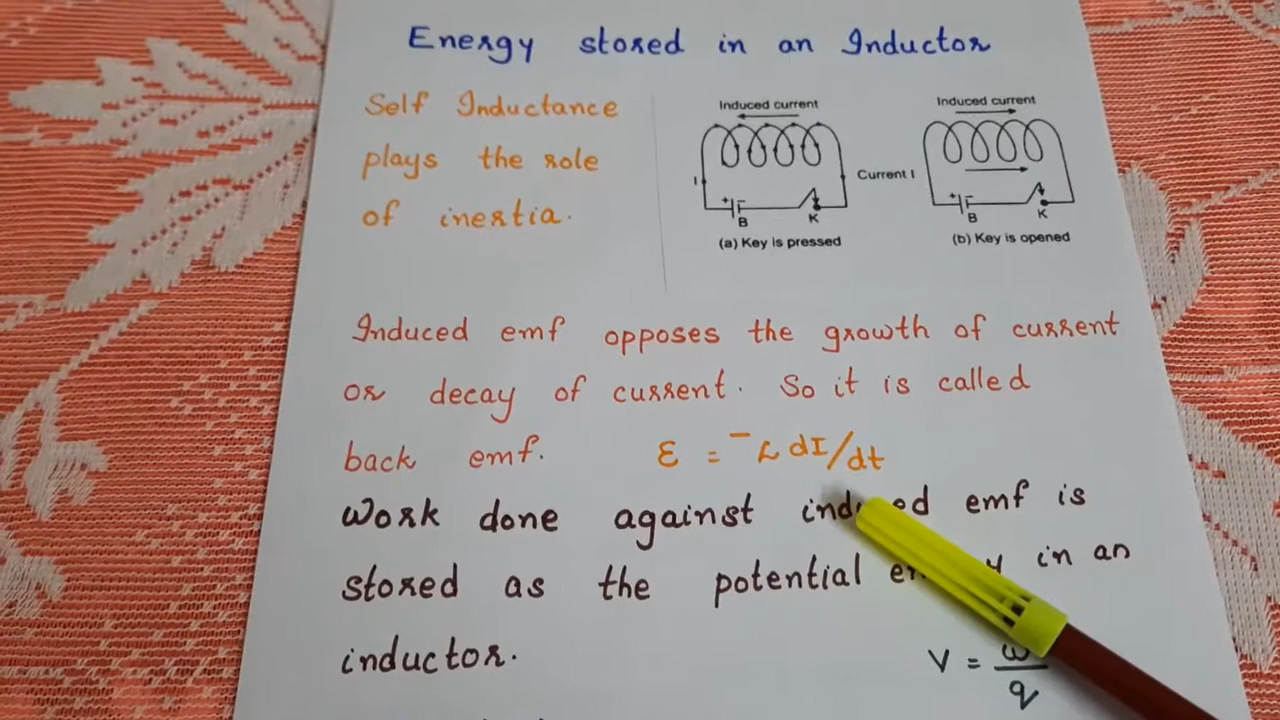 Energy stored in an Inductor
Self Inductance
plays the role
of inertia.
Induced current
I
B
K
(a) Key is pressed
Induced current
Current I
B
K
(b) Key is opened
Induced emf opposes the growth of current
or decay of current. So it is called
back emf. ε = -L dI/dt
Work done against emf is
stored as the potential in an
inductor.
V = w/q